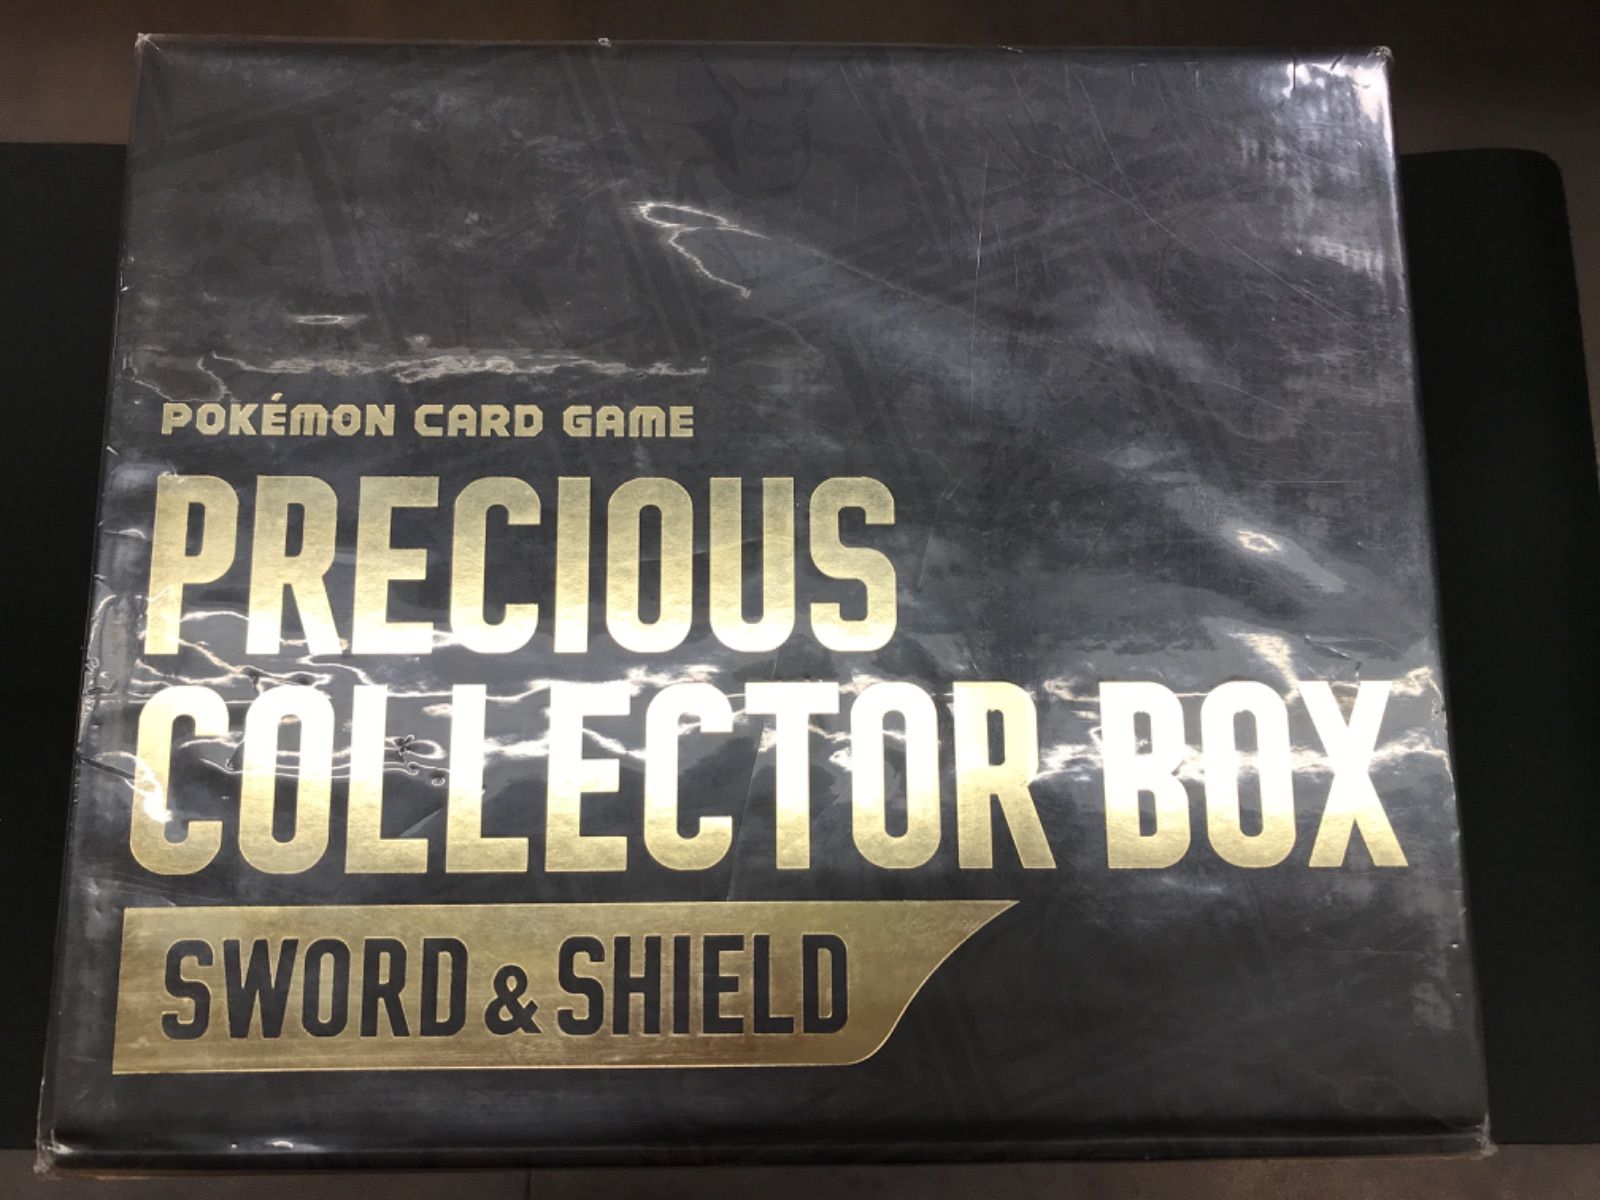 POKÉMON CARD GAME
PRECIOUS
COLLECTOR BOX
SWORD & SHIELD